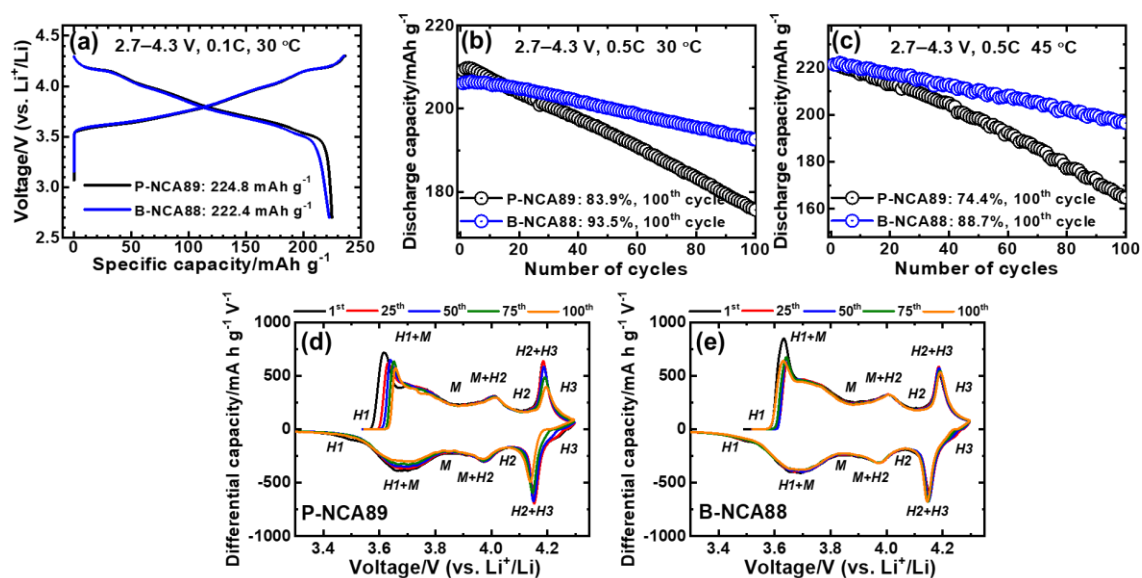 (a)
2.7–4.3 V, 0.1C, 30 °C
Voltage/V (vs. Li⁺/Li)
4.5
4.0
3.5
3.0
2.5
P-NCA89: 224.8 mAh g⁻¹
B-NCA88: 222.4 mAh g⁻¹
0 50 100 150 200 250
Specific capacity/mAh g⁻¹
(b)
2.7–4.3 V, 0.5C 30 °C
Discharge capacity/mAh g⁻¹
220
200
180
P-NCA89: 83.9%, 100ᵗʰ cycle
B-NCA88: 93.5%, 100ᵗʰ cycle
0 20 40 60 80 100
Number of cycles
(c)
2.7–4.3 V, 0.5C 45 °C
Discharge capacity/mAh g⁻¹
240
220
200
180
160
P-NCA89: 74.4%, 100ᵗʰ cycle
B-NCA88: 88.7%, 100ᵗʰ cycle
0 20 40 60 80 100
Number of cycles
1ˢᵗ 25ᵗʰ 50ᵗʰ 75ᵗʰ 100ᵗʰ
(d)
Differential capacity/mA h g⁻¹ V⁻¹
1000
500
0
-500
-1000
H1+M
H2+H3
M
M+H2
H2
H3
H1
H1
H3
M
M+H2
H2
H1+M
H2+H3
P-NCA89
3.4 3.6 3.8 4.0 4.2
Voltage/V (vs. Li⁺/Li)
1ˢᵗ 25ᵗʰ 50ᵗʰ 75ᵗʰ 100ᵗʰ
(e)
Differential capacity/mA h g⁻¹ V⁻¹
1000
500
0
-500
-1000
H1+M
H2+H3
M
M+H2
H2
H3
H1
H1
H3
M
M+H2
H2
H1+M
H2+H3
B-NCA88
3.4 3.6 3.8 4.0 4.2
Voltage/V (vs. Li⁺/Li)